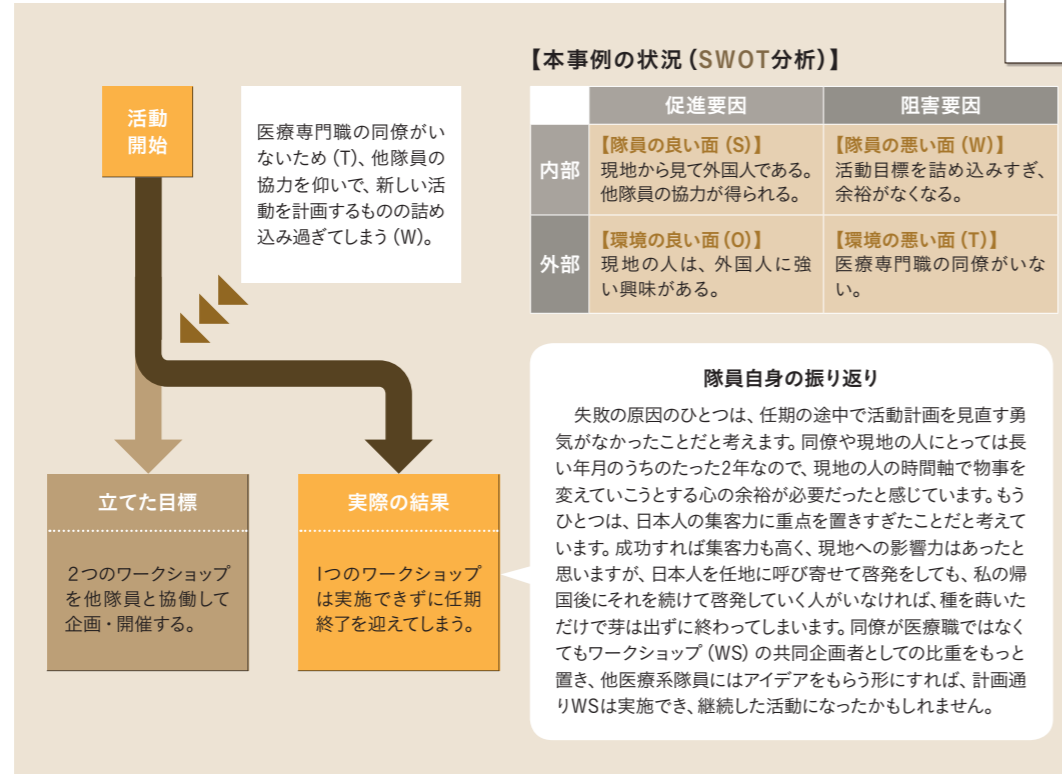 【本事例の状況（SWOT分析）】
活動
開始
医療専門職の同僚がい
ないため（T）、他隊員の
協力を仰いで、新しい活
動を計画するものの詰め
込み過ぎてしまう（W）。
促進要因
阻害要因
内部
【隊員の良い面（S）】
現地から見て外国人である。
他隊員の協力が得られる。
【隊員の悪い面（W）】
活動目標を詰め込みすぎ、
余裕がなくなる。
外部
【環境の良い面（O）】
現地の人は、外国人に強
い興味がある。
【環境の悪い面（T）】
医療専門職の同僚がいな
い。
立てた目標
２つのワークショップ
を他隊員と協働して
企画・開催する。
実際の結果
1つのワークショップ
は実施できずに任期
終了を迎えてしまう。
隊員自身の振り返り
　失敗の原因のひとつは、任期の途中で活動計画を見直す勇
気がなかったことだと考えます。同僚や現地の人にとっては長
い年月のうちのたった2年なので、現地の人の時間軸で物事を
変えていこうとする心の余裕が必要だったと感じています。もう
ひとつは、日本人の集客力に重点を置きすぎたことだと考えて
います。成功すれば集客力も高く、現地への影響力はあったと
思いますが、日本人を任地に呼び寄せて啓発をしても、私の帰
国後にそれを続けて啓発していく人がいなければ、種を蒔いた
だけで芽は出ずに終わってしまいます。同僚が医療職ではなく
てもワークショップ（WS）の共同企画者としての比重をもっと
置き、他医療系隊員にはアイデアをもらう形にすれば、計画通
りWSは実施でき、継続した活動になったかもしれません。